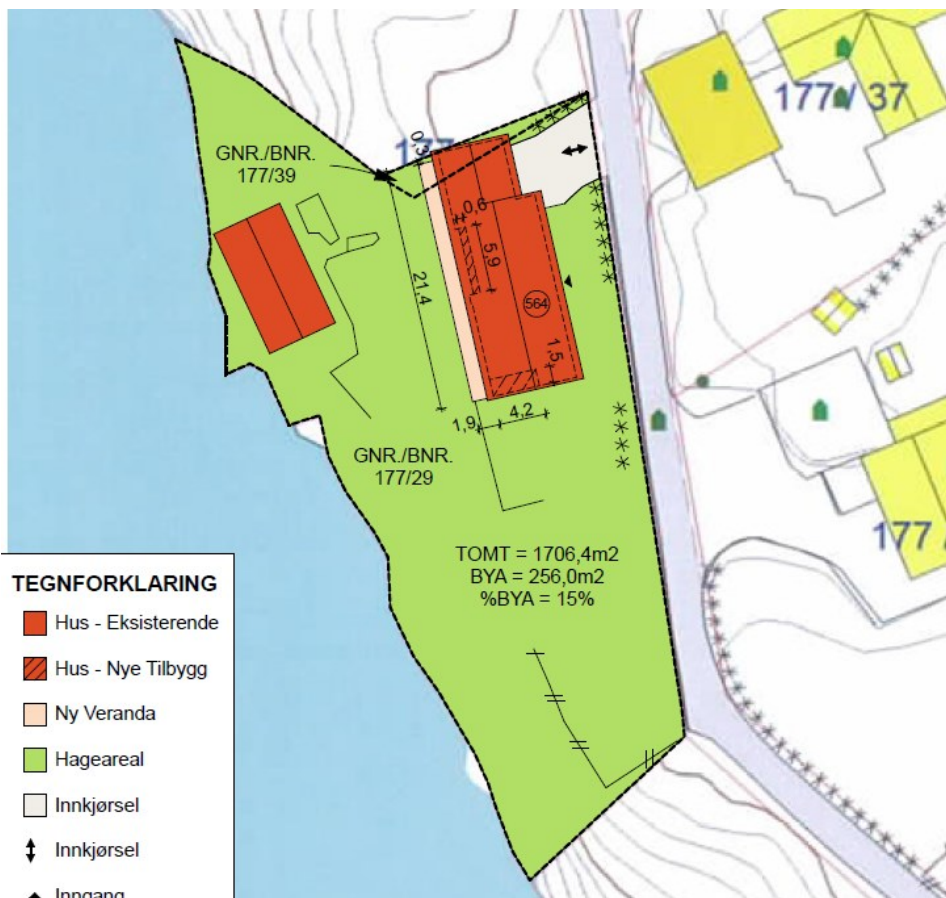 177 / 37
177
GNR./BNR.
177/39
0,3
0,6
5,9
21,4
564
1,5
1,9
4,2
GNR./BNR.
177/29
177 /
TOMT = 1706,4m2
BYA = 256,0m2
%BYA = 15%
TEGNFORKLARING
Hus - Eksisterende
Hus - Nye Tilbygg
Ny Veranda
Hageareal
Innkjørsel
Innkjørsel
Inngang